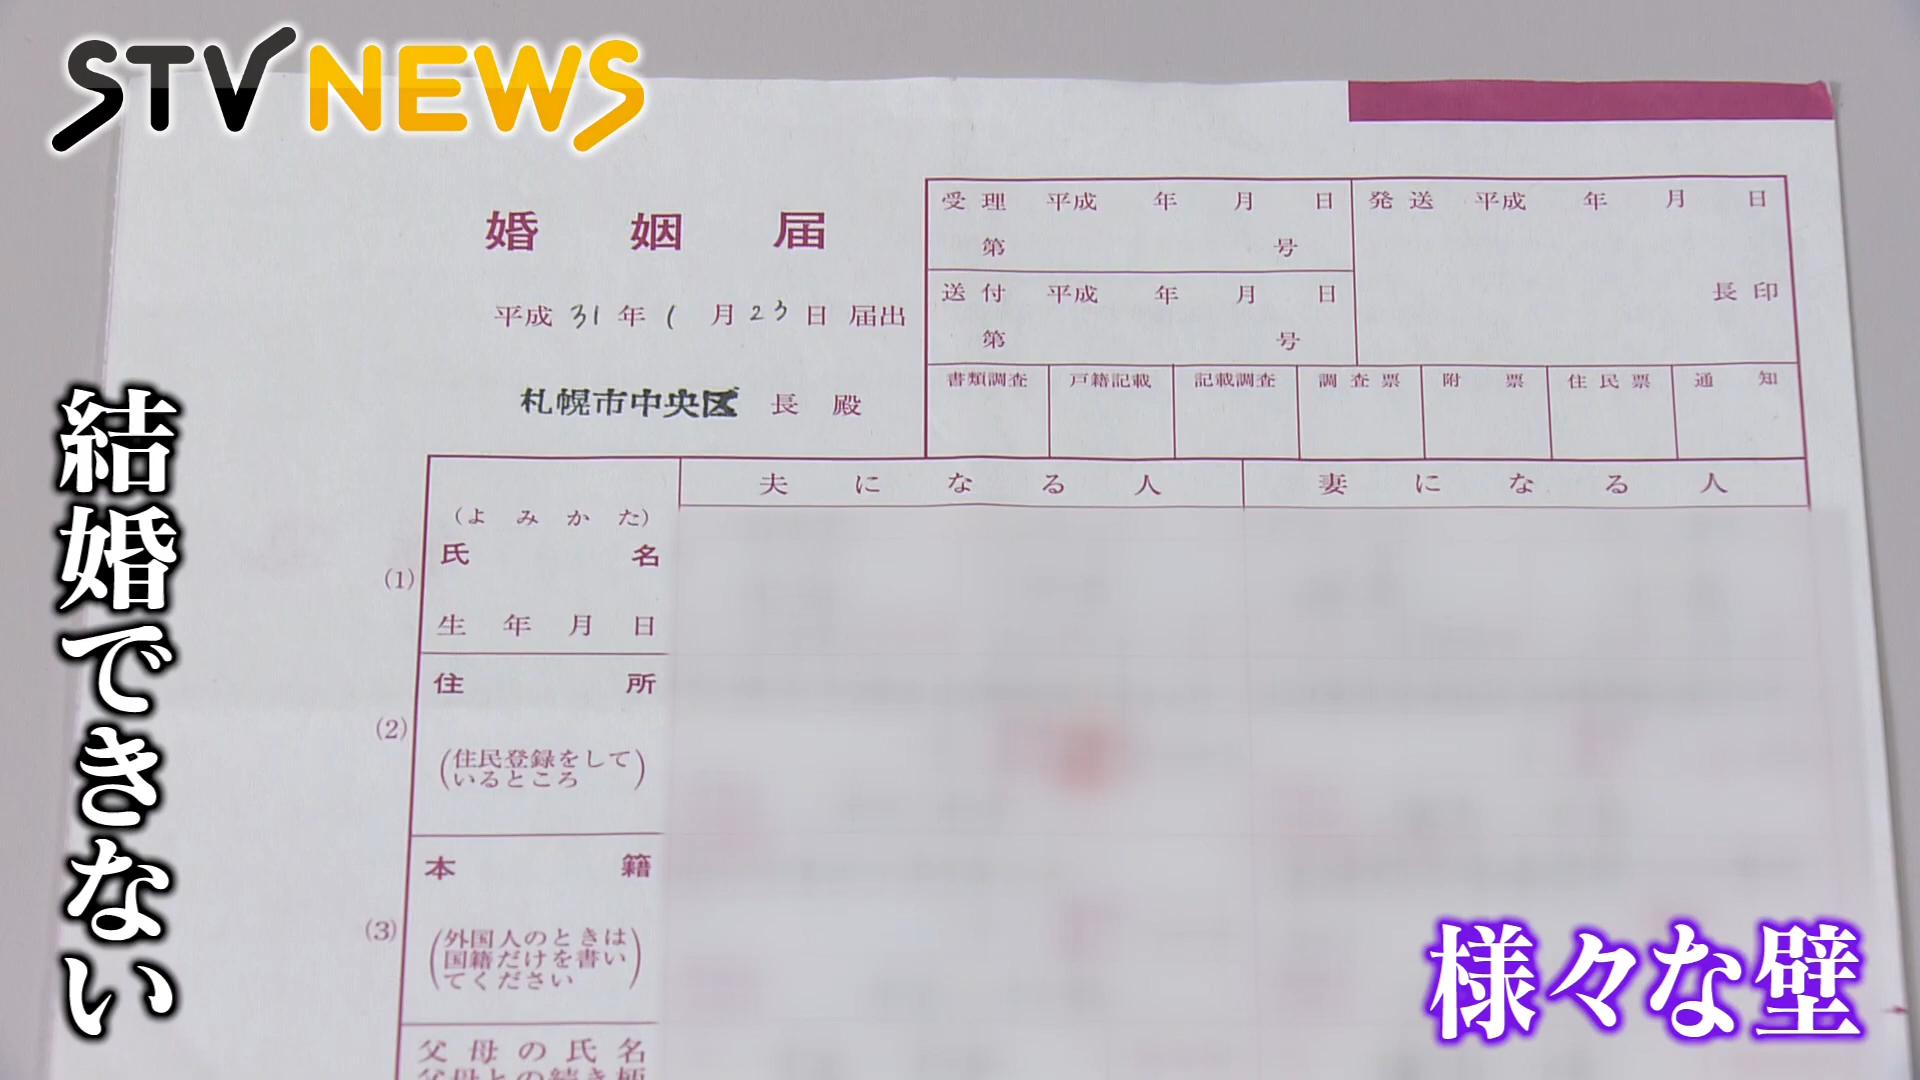 STV NEWS
婚姻届
平成 31 年 1 月 23 日 届出
札幌市中央区 長 殿
受理 平成 年 月 日
第 号
送付 平成 年 月 日
第 号
発送 平成 年 月 日
長印
書類調査 戸籍記載 記載調査 調査票 附票 住民票 通知
夫になる人 妻になる人
(1)
(よみかた)
氏名
生年月日
(2)
住所
(住民登録をして
いるところ)
(3)
本籍
(外国人のときは
国籍だけを書い
てください)
父母の氏名
父母との続き柄
結婚できない
様々な壁